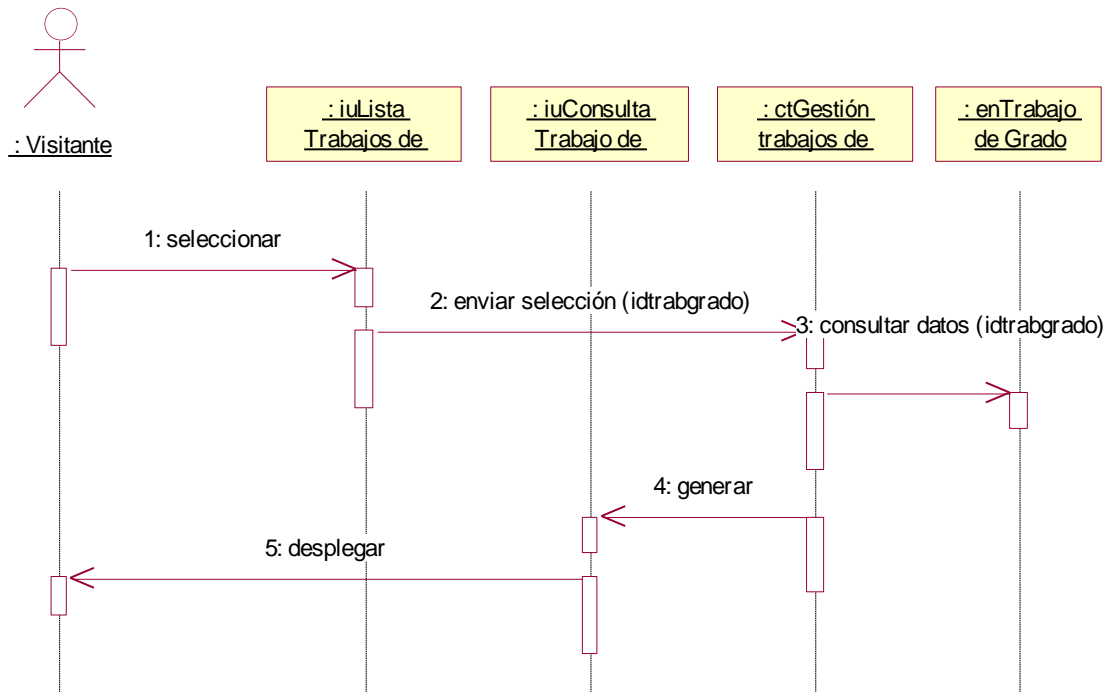 : Visitante
: iuLista
Trabajos de
: iuConsulta
Trabajo de
: ctGestión
trabajos de
: enTrabajo
de Grado
1: seleccionar
2: enviar selección (idtrabgrado)
3: consultar datos (idtrabgrado)
4: generar
5: desplegar